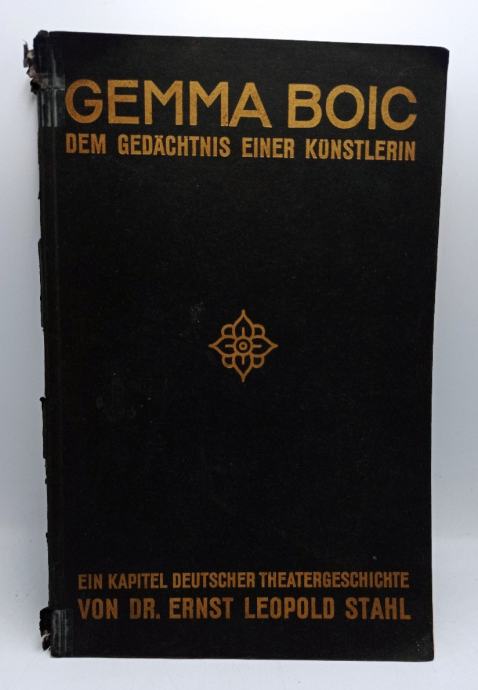 GEMMA BOIC
DEM GEDÄCHTNIS EINER KÜNSTLERIN
EIN KAPITEL DEUTSCHER THEATERGESCHICHTE
VON DR. ERNST LEOPOLD STAHL